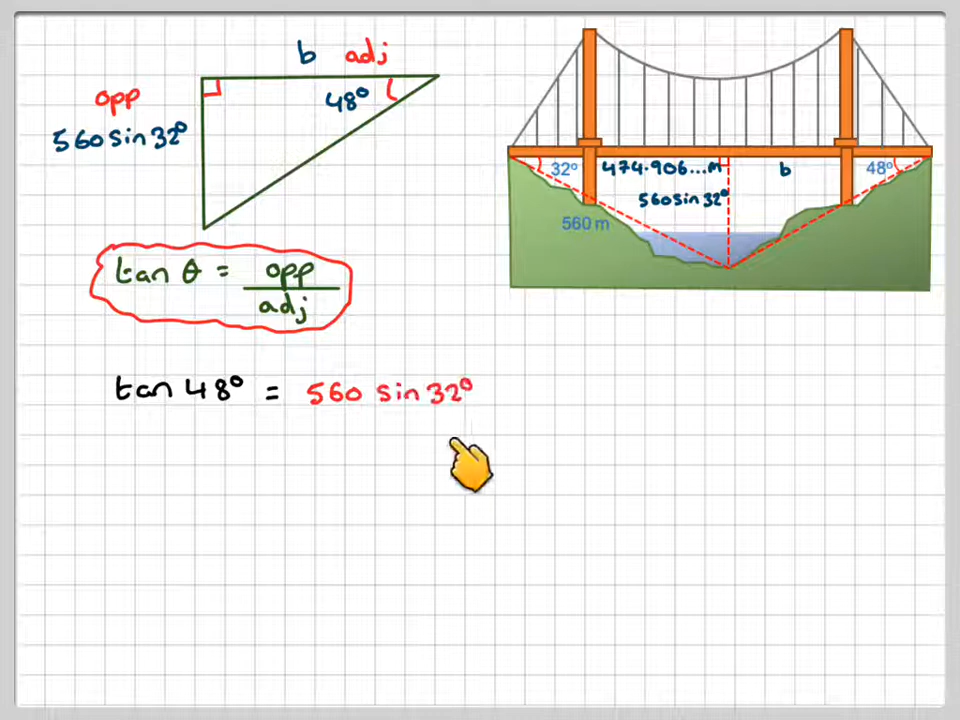 b adj
opp
48°
560 sin 32°
tan θ = opp
adj
tan 48° = 560 sin 32°
32° 474.906...m b 48°
560 sin 32°
560 m